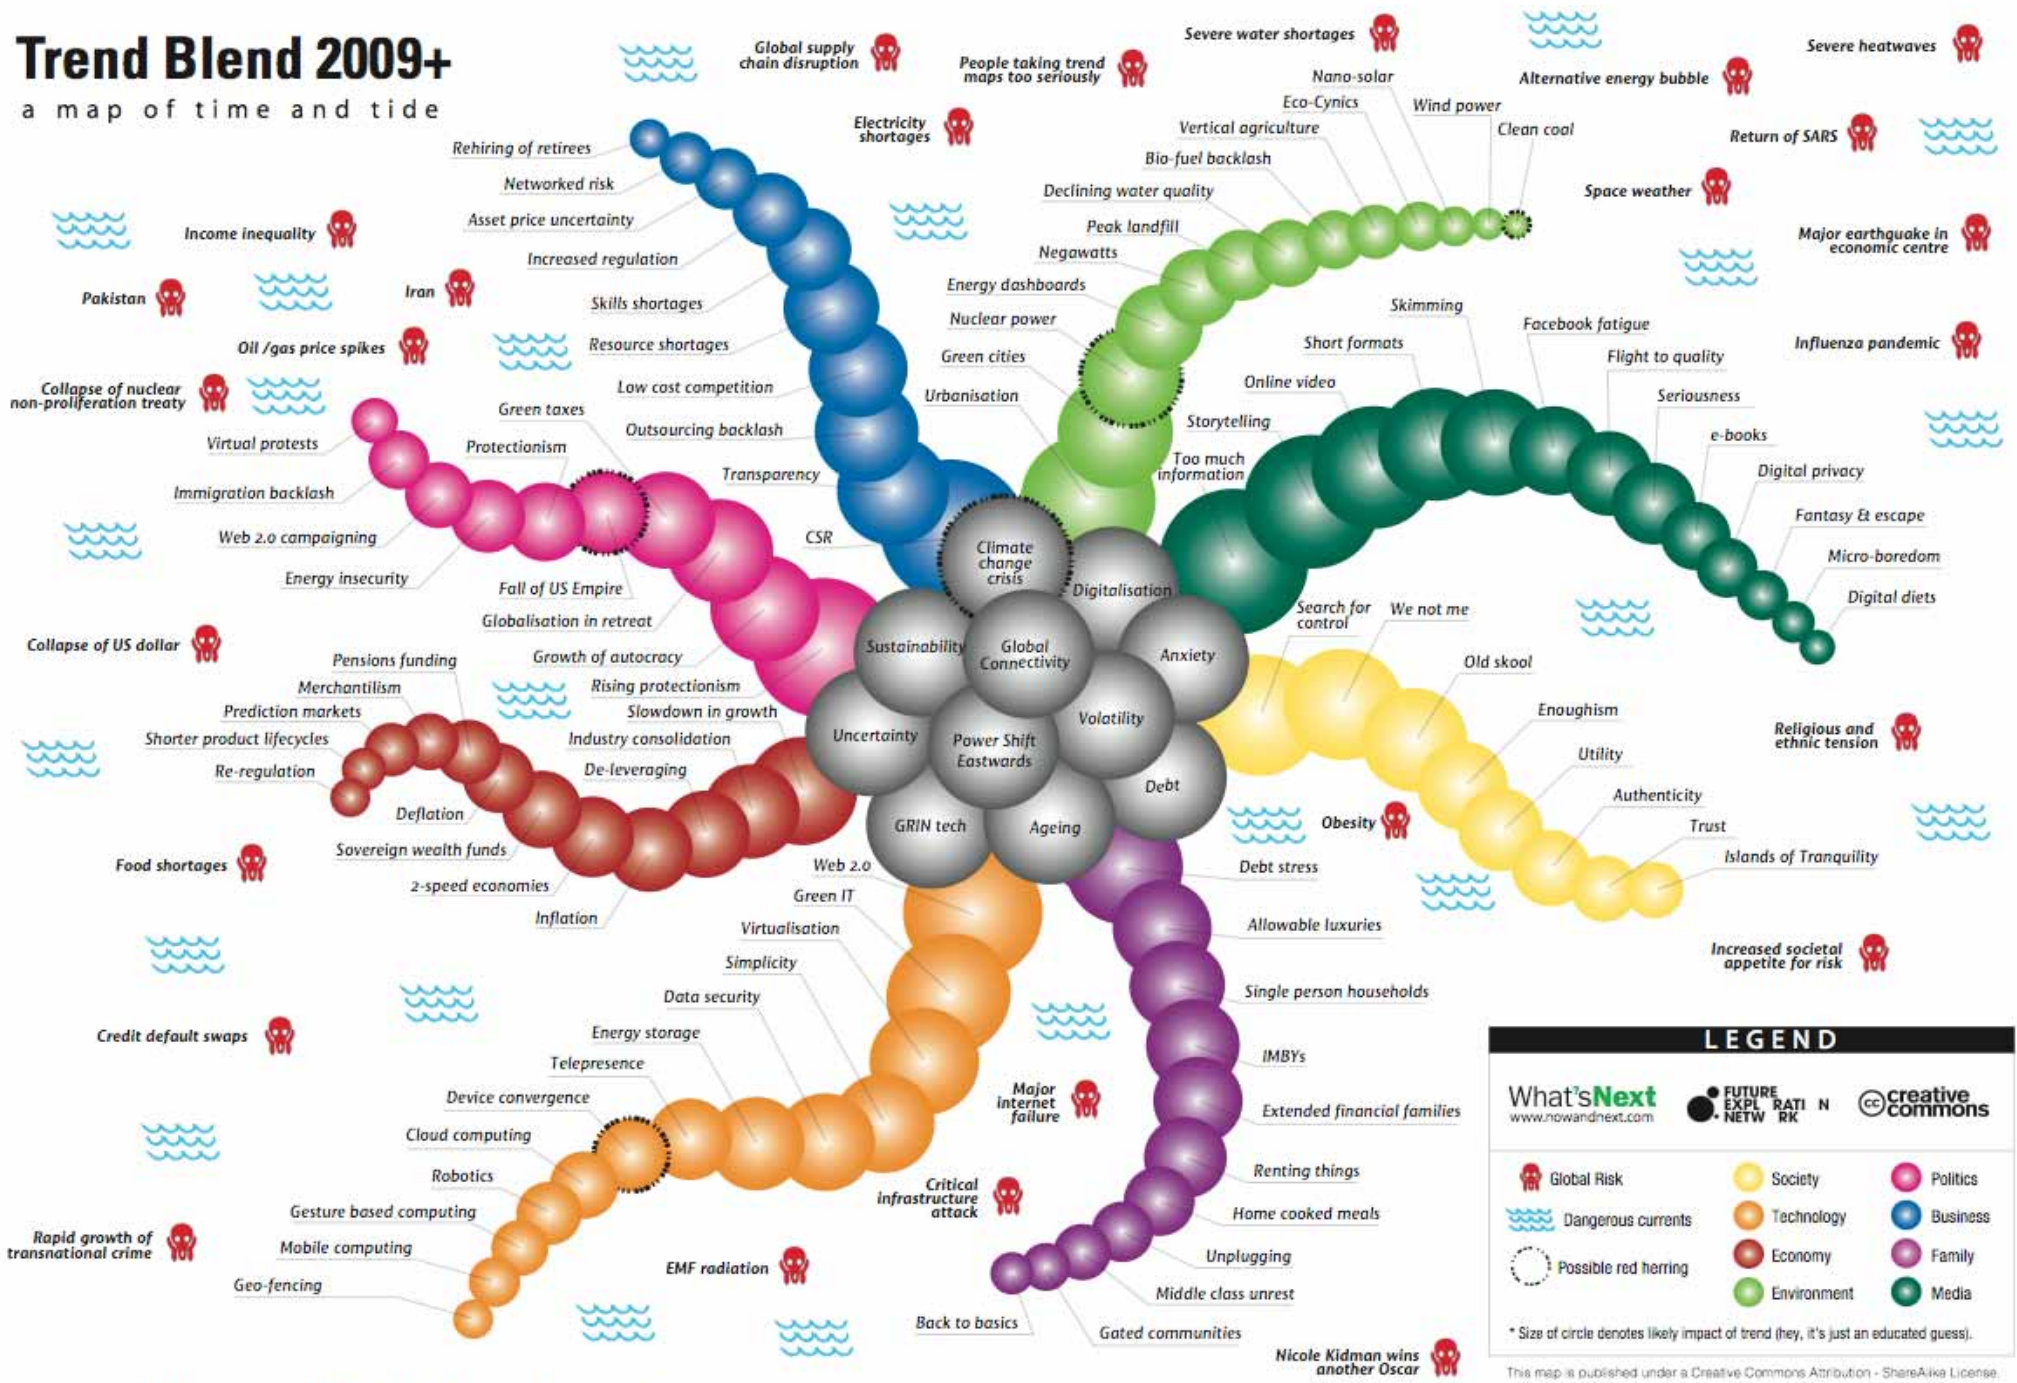 Trend Blend 2009+
a map of time and tide
Global supply
chain disruption
People taking trend
maps too seriously
Severe water shortages
Severe heatwaves
Alternative energy bubble
Electricity
shortages
Return of SARS
Space weather
Major earthquake in
economic centre
Influenza pandemic
Income inequality
Pakistan
Iran
Oil /gas price spikes
Collapse of nuclear
non-proliferation treaty
Collapse of US dollar
Food shortages
Credit default swaps
Rapid growth of
transnational crime
EMF radiation
Critical
infrastructure
attack
Major
internet
failure
Obesity
Religious and
ethnic tension
Increased societal
appetite for risk
Nicole Kidman wins
another Oscar
Rehiring of retirees
Networked risk
Asset price uncertainty
Increased regulation
Skills shortages
Resource shortages
Low cost competition
Outsourcing backlash
Transparency
CSR
Nano-solar
Eco-Cynics
Wind power
Clean coal
Vertical agriculture
Bio-fuel backlash
Declining water quality
Peak landfill
Negawatts
Energy dashboards
Nuclear power
Green cities
Urbanisation
Skimming
Short formats
Facebook fatigue
Online video
Flight to quality
Storytelling
Seriousness
Too much
information
e-books
Digital privacy
Fantasy & escape
Micro-boredom
Digital diets
Green taxes
Protectionism
Virtual protests
Immigration backlash
Web 2.0 campaigning
Energy insecurity
Fall of US Empire
Globalisation in retreat
Growth of autocracy
Rising protectionism
Climate
change
crisis
Digitalisation
Sustainability
Global
Connectivity
Anxiety
Uncertainty
Power Shift
Eastwards
Volatility
Debt
GRIN tech
Ageing
Search for
control
We not me
Old skool
Enoughism
Utility
Authenticity
Trust
Islands of Tranquility
Pensions funding
Merchantilism
Prediction markets
Shorter product lifecycles
Re-regulation
Slowdown in growth
Industry consolidation
De-leveraging
Deflation
Sovereign wealth funds
2-speed economies
Inflation
Web 2.0
Green IT
Virtualisation
Simplicity
Data security
Energy storage
Telepresence
Device convergence
Cloud computing
Robotics
Gesture based computing
Mobile computing
Geo-fencing
Debt stress
Allowable luxuries
Single person households
IMBYs
Extended financial families
Renting things
Home cooked meals
Unplugging
Middle class unrest
Gated communities
Back to basics
LEGEND
What'sNext
www.nowandnext.com
FUTURE
EXPL RATI N
NETW RK
cc creative
commons
Global Risk
Dangerous currents
Possible red herring
Society
Technology
Economy
Environment
Politics
Business
Family
Media
* Size of circle denotes likely impact of trend (hey, it's just an educated guess).
This map is published under a Creative Commons Attribution - ShareAlike License.